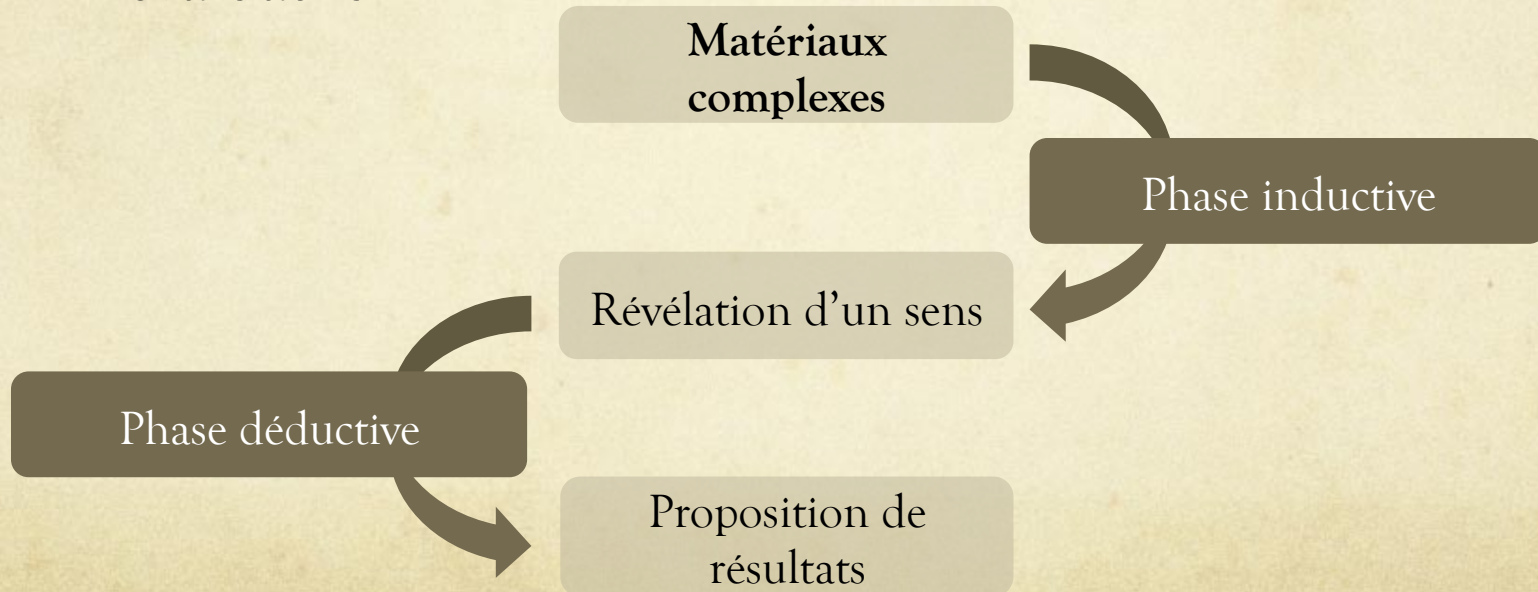 Matériaux
complexes
Phase inductive
Révélation d’un sens
Phase déductive
Proposition de
résultats